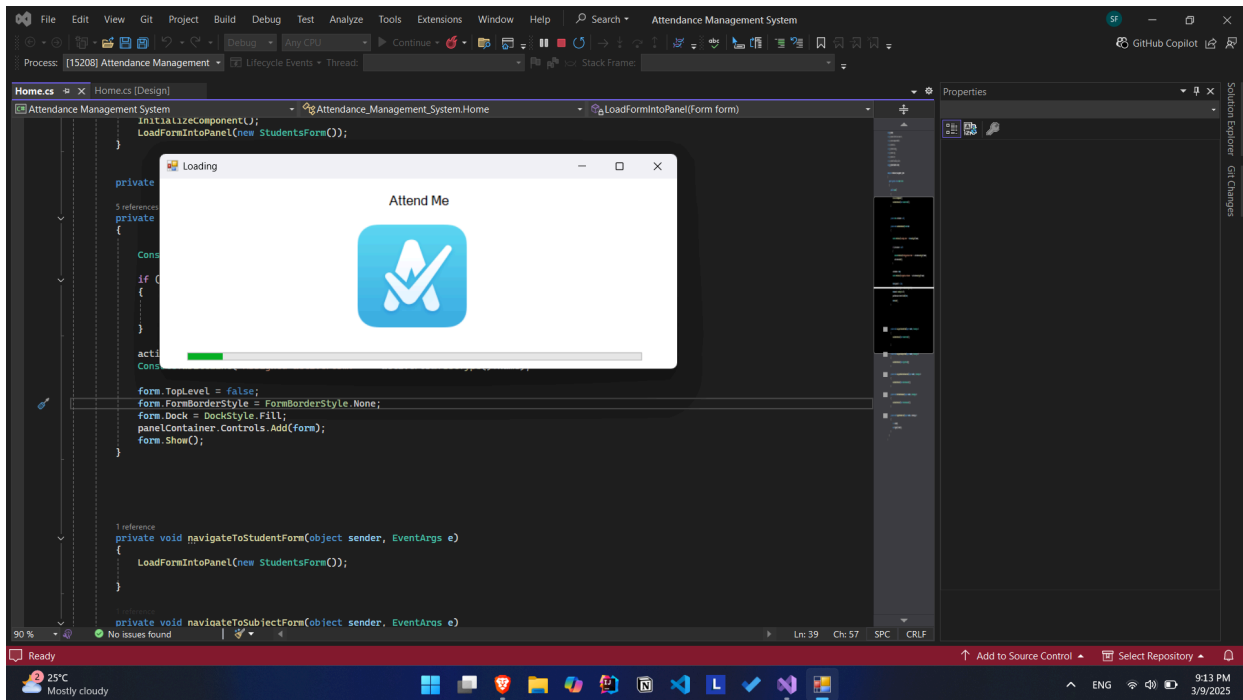 File Edit View Git Project Build Debug Test Analyze Tools Extensions Window Help Search Attendance Management System SF
Debug Any CPU Continue GitHub Copilot
Process: [15208] Attendance Management Lifecycle Events Thread: Stack Frame:
Home.cs Home.cs [Design] Properties
Attendance Management System Attendance_Management_System.Home LoadFormIntoPanel(Form form)
Solution Explorer
Git Changes
InitializeComponent();
LoadFormIntoPanel(new StudentsForm());
}
Loading
private
Attend Me
5 references
private
{
Cons
if (
{
}
acti
Cons
form.TopLevel = false;
form.FormBorderStyle = FormBorderStyle.None;
form.Dock = DockStyle.Fill;
panelContainer.Controls.Add(form);
form.Show();
}
1 reference
private void navigateToStudentForm(object sender, EventArgs e)
{
LoadFormIntoPanel(new StudentsForm());
}
1 reference
private void navigateToSubjectForm(object sender, EventArgs e)
90 % No issues found Ln: 39 Ch: 57 SPC CRLF
Ready Add to Source Control Select Repository
2 25°C
Mostly cloudy
ENG
9:13 PM
3/9/2025